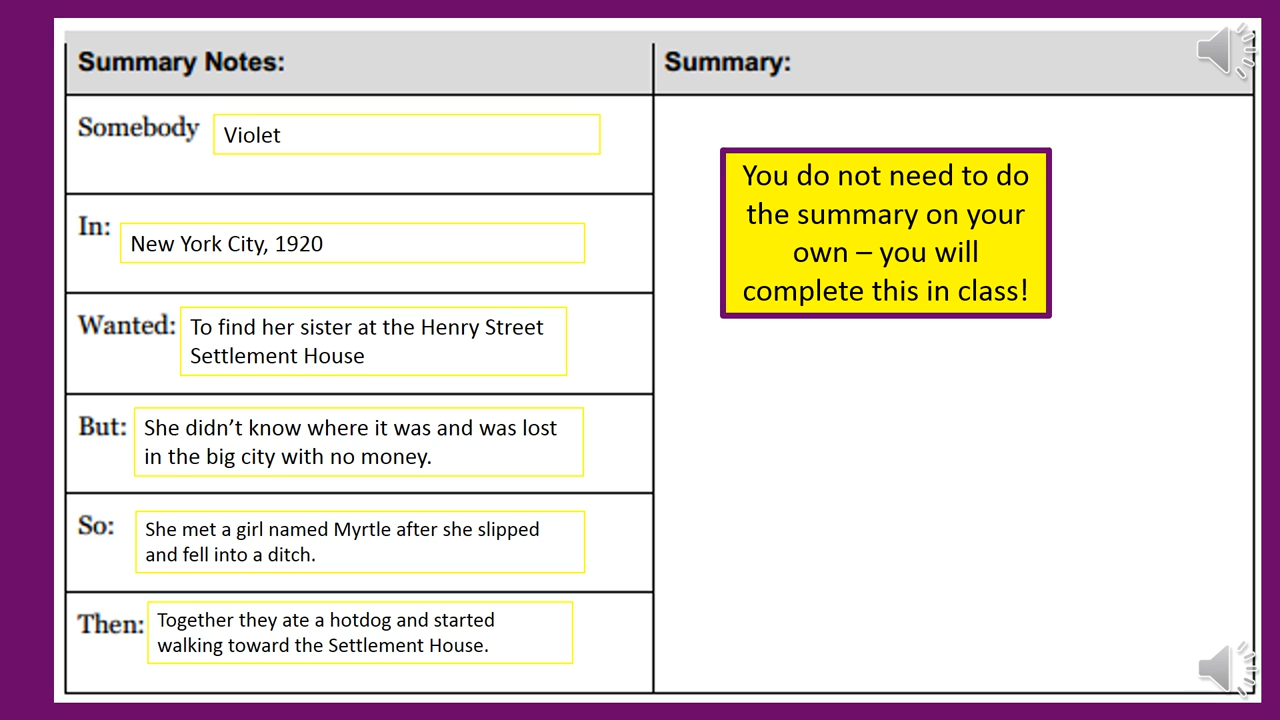 Summary Notes:
Summary:
Somebody
Violet
In:
New York City, 1920
Wanted:
To find her sister at the Henry Street
Settlement House
But:
She didn’t know where it was and was lost
in the big city with no money.
So:
She met a girl named Myrtle after she slipped
and fell into a ditch.
Then:
Together they ate a hotdog and started
walking toward the Settlement House.
You do not need to do
the summary on your
own – you will
complete this in class!